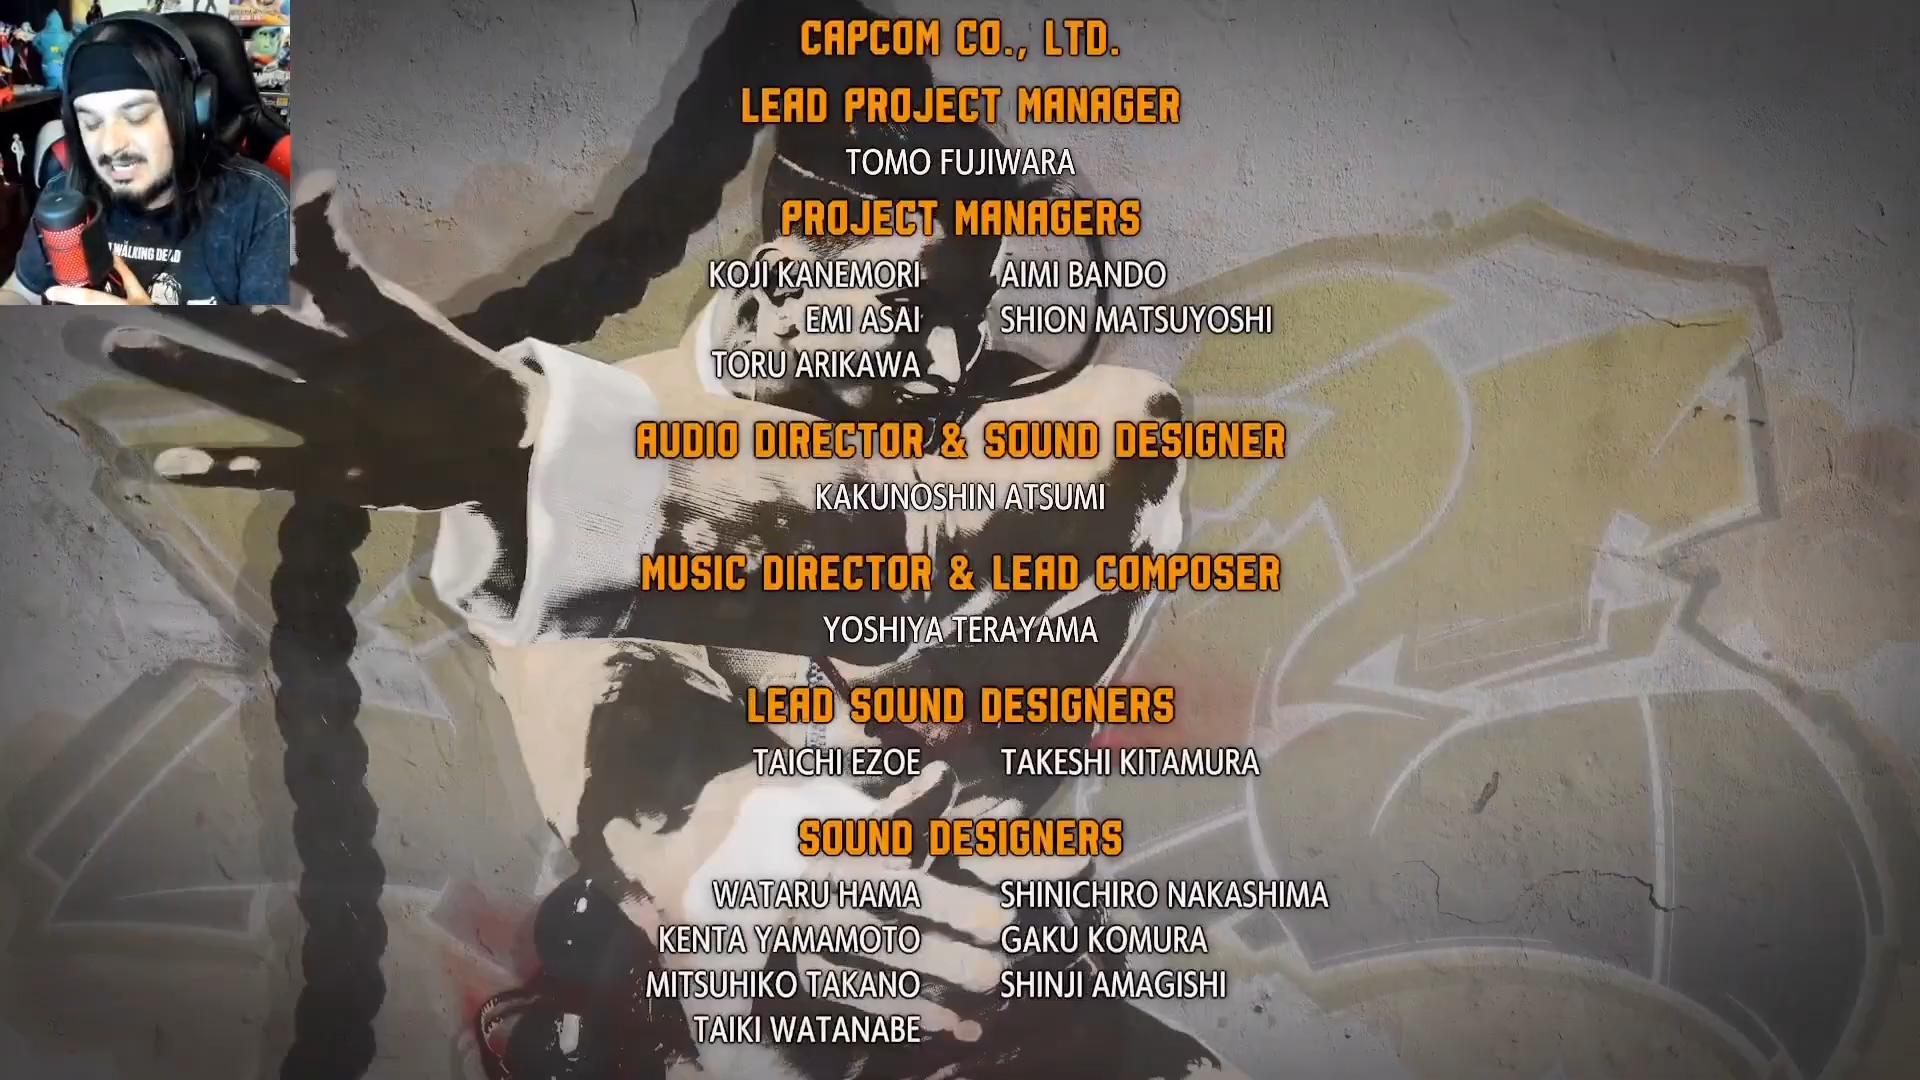 CAPCOM CO., LTD.
LEAD PROJECT MANAGER
TOMO FUJIWARA
PROJECT MANAGERS
KOJI KANEMORI AIMI BANDO
EMI ASAI SHION MATSUYOSHI
TORU ARIKAWA
AUDIO DIRECTOR & SOUND DESIGNER
KAKUNOSHIN ATSUMI
MUSIC DIRECTOR & LEAD COMPOSER
YOSHIYA TERAYAMA
LEAD SOUND DESIGNERS
TAICHI EZOE TAKESHI KITAMURA
SOUND DESIGNERS
WATARU HAMA SHINICHIRO NAKASHIMA
KENTA YAMAMOTO GAKU KOMURA
MITSUHIKO TAKANO SHINJI AMAGISHI
TAIKI WATANABE
WALKING DEAD